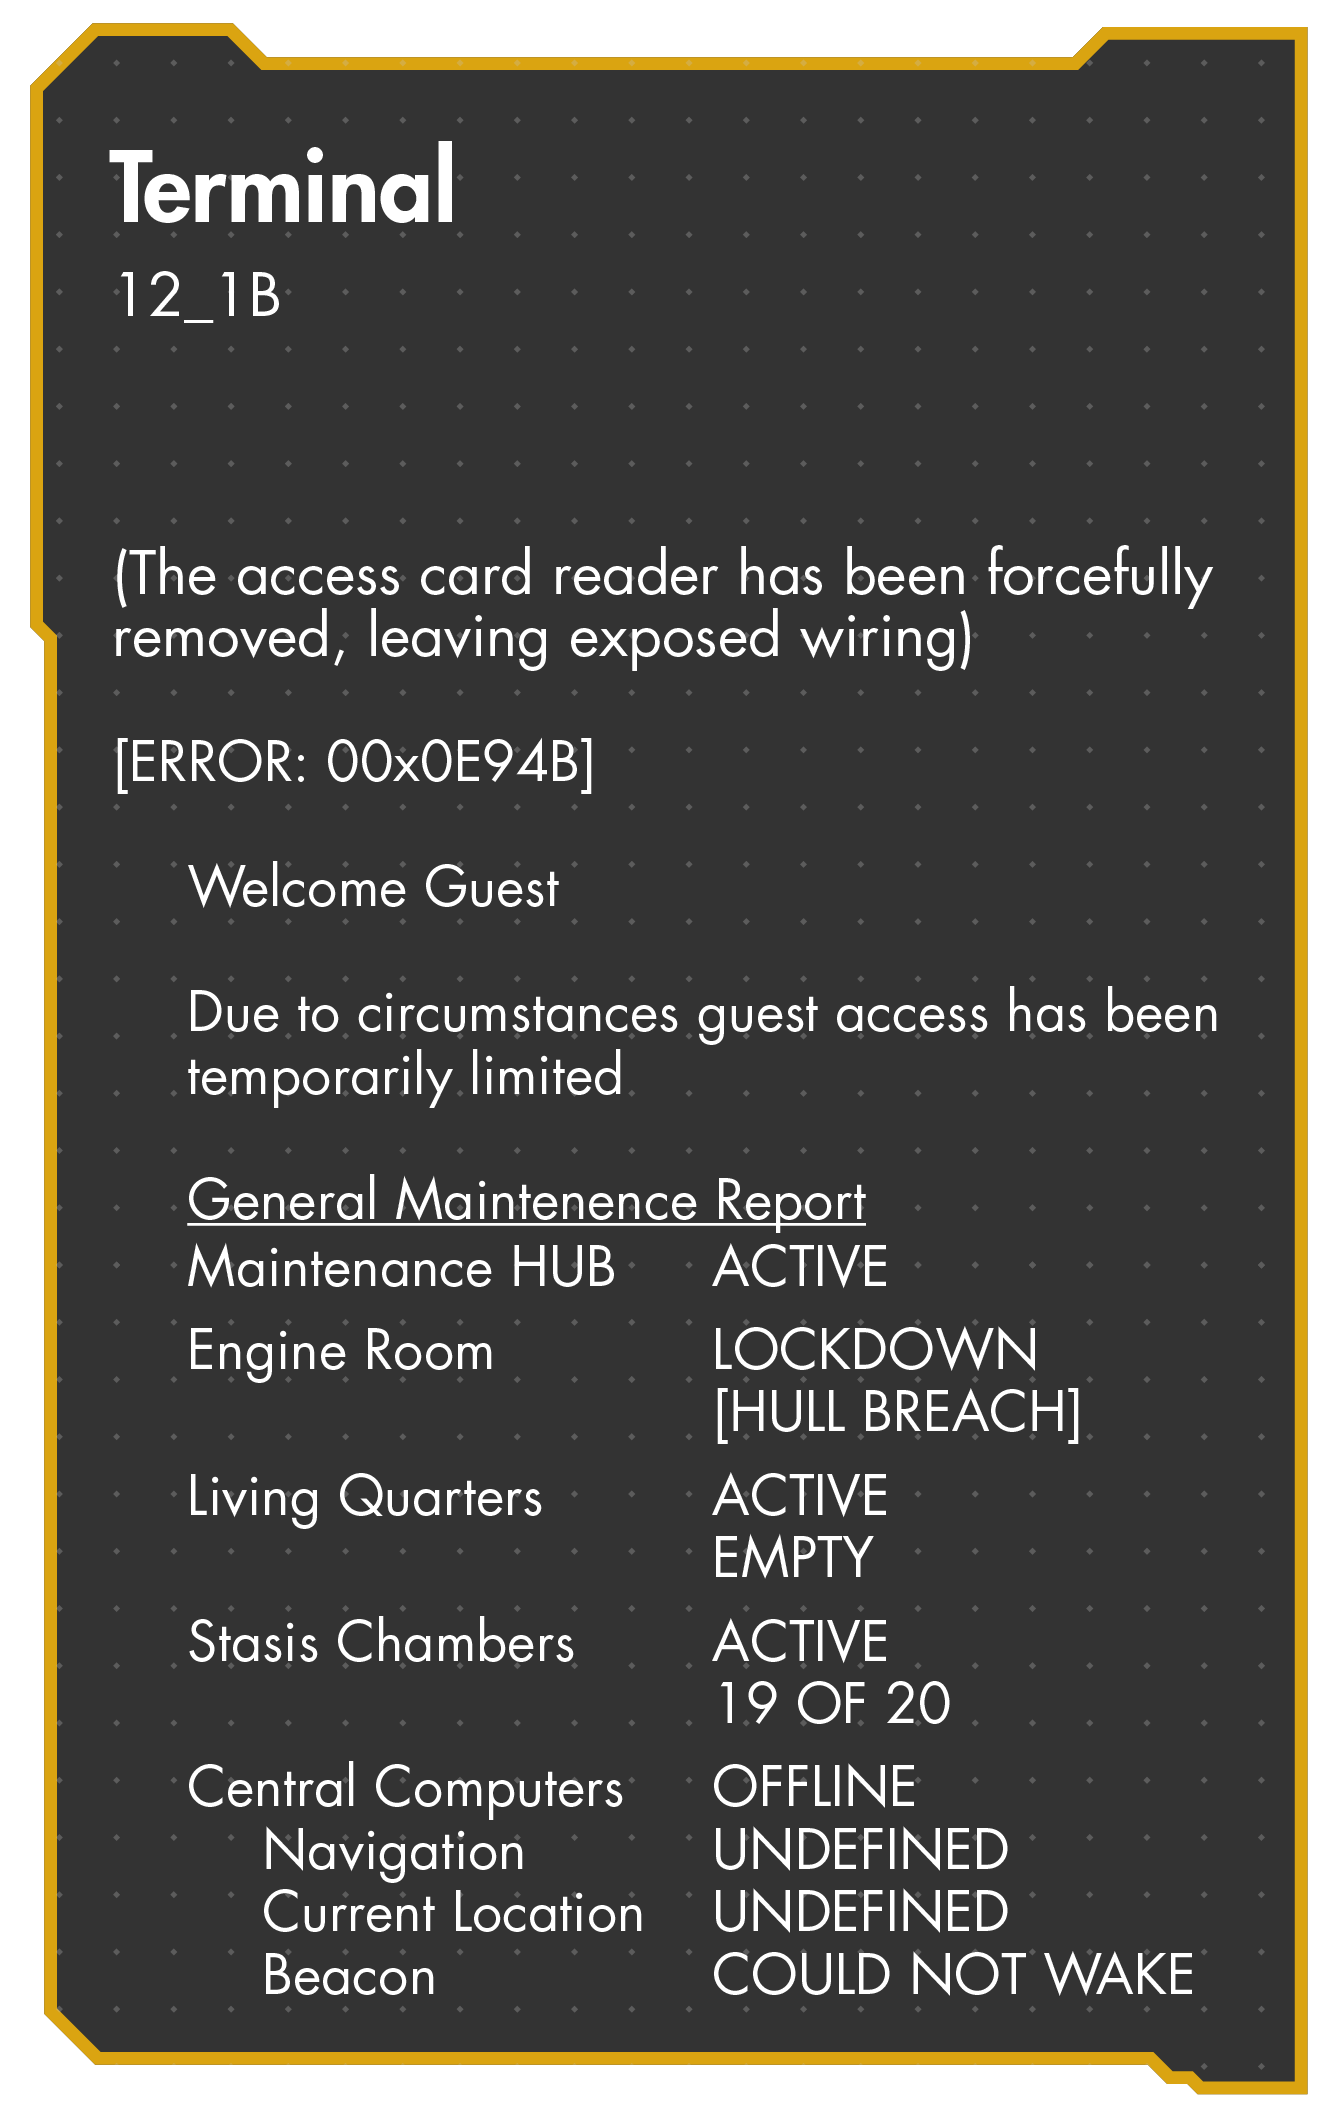 Terminal
12_1B
(The access card reader has been forcefully
removed, leaving exposed wiring)
[ERROR: 00x0E94B]
Welcome Guest
Due to circumstances guest access has been
temporarily limited
General Maintenence Report
Maintenance HUB ACTIVE
Engine Room LOCKDOWN
[HULL BREACH]
Living Quarters ACTIVE
EMPTY
Stasis Chambers ACTIVE
19 OF 20
Central Computers OFFLINE
Navigation UNDEFINED
Current Location UNDEFINED
Beacon COULD NOT WAKE